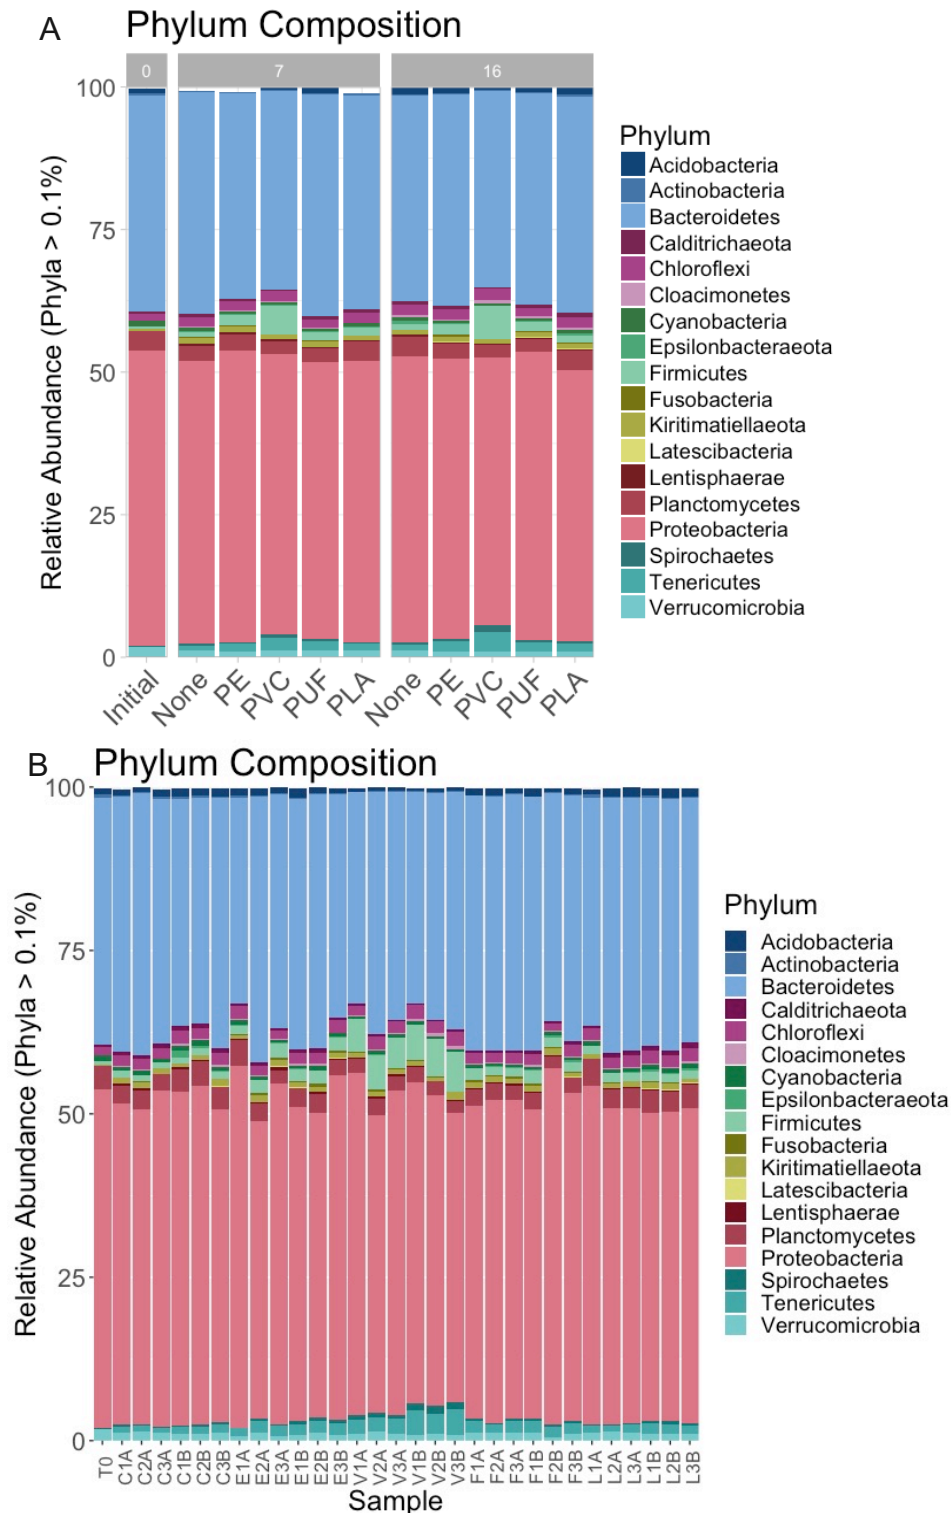 A Phylum Composition
0 7 16
Relative Abundance (Phyla > 0.1%)
100
75
50
25
0
Initial None PE PVC PUF PLA None PE PVC PUF PLA
Phylum
Acidobacteria
Actinobacteria
Bacteroidetes
Calditrichaeota
Chloroflexi
Cloacimonetes
Cyanobacteria
Epsilonbacteraeota
Firmicutes
Fusobacteria
Kiritimatiellaeota
Latescibacteria
Lentisphaerae
Planctomycetes
Proteobacteria
Spirochaetes
Tenericutes
Verrucomicrobia
B Phylum Composition
Relative Abundance (Phyla > 0.1%)
100
75
50
25
0
T0 C1A C2A C3A C1B C2B C3B E1A E2A E3A E1B E2B E3B V1A V2A V3A V1B V2B V3B F1A F2A F3A F1B F2B F3B L1A L2A L3A L1B L2B L3B
Sample
Phylum
Acidobacteria
Actinobacteria
Bacteroidetes
Calditrichaeota
Chloroflexi
Cloacimonetes
Cyanobacteria
Epsilonbacteraeota
Firmicutes
Fusobacteria
Kiritimatiellaeota
Latescibacteria
Lentisphaerae
Planctomycetes
Proteobacteria
Spirochaetes
Tenericutes
Verrucomicrobia